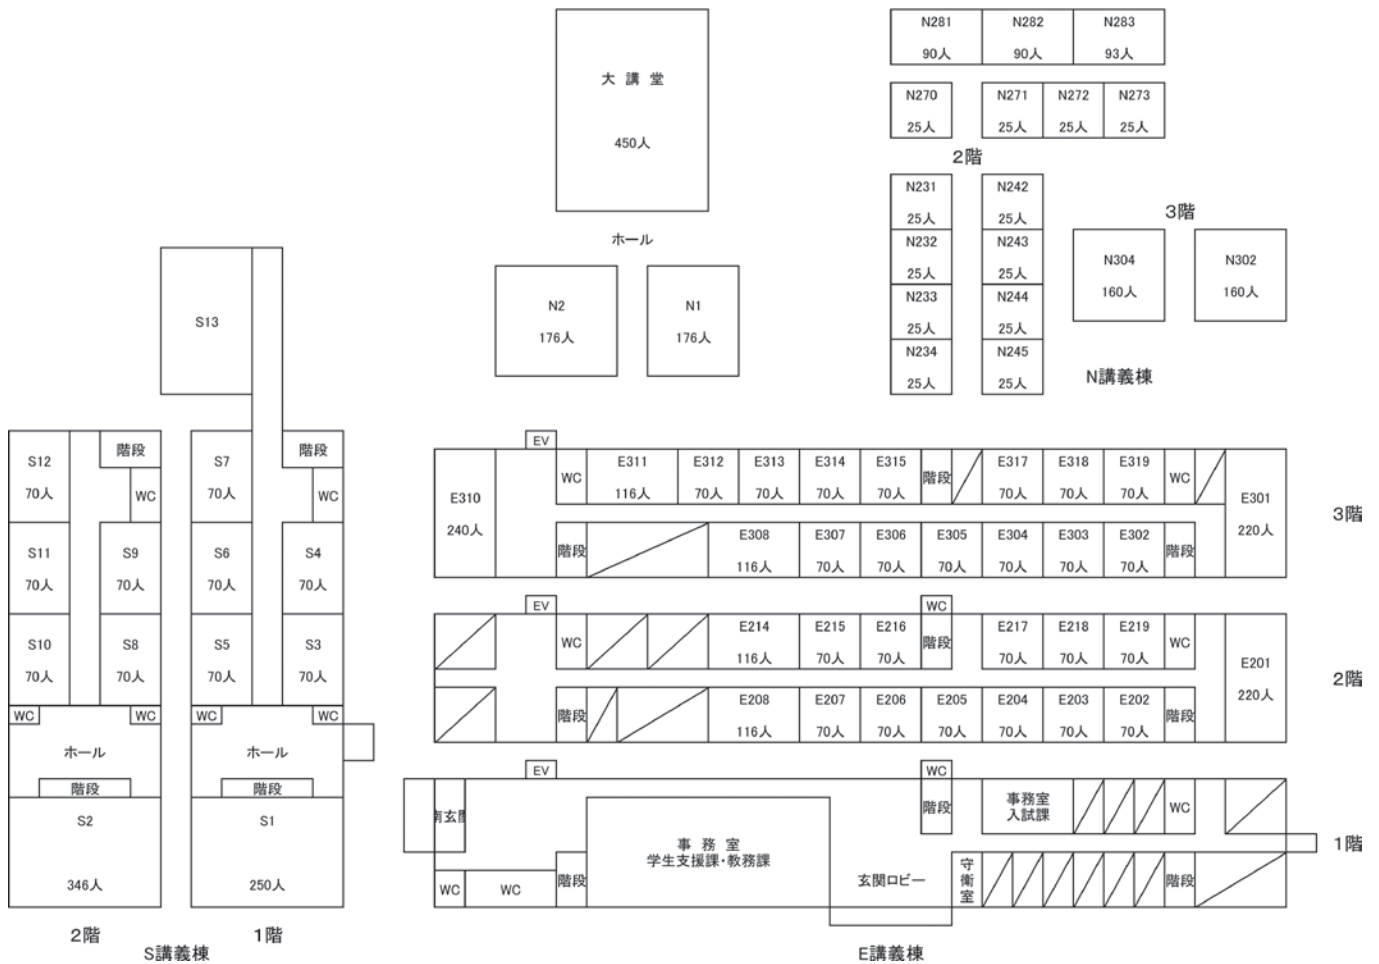 大 講 堂
450人
ホール
N2
176人
N1
176人
N281
90人
N282
90人
N283
93人
N270
25人
N271
25人
N272
25人
N273
25人
2階
N231
25人
N232
25人
N233
25人
N234
25人
N242
25人
N243
25人
N244
25人
N245
25人
3階
N304
160人
N302
160人
N講義棟
S13
S12
70人
階段
WC
S11
70人
S9
70人
S10
70人
S8
70人
WC
WC
ホール
階段
S2
346人
2階
S7
70人
階段
WC
S6
70人
S4
70人
S5
70人
S3
70人
WC
WC
ホール
階段
S1
250人
1階
S講義棟
EV
E310
240人
WC
E311
116人
E312
70人
E313
70人
E314
70人
E315
70人
階段
E317
70人
E318
70人
E319
70人
WC
E301
220人
階段
E308
116人
E307
70人
E306
70人
E305
70人
E304
70人
E303
70人
E302
70人
階段
3階
EV
WC
WC
E214
116人
E215
70人
E216
70人
階段
E217
70人
E218
70人
E219
70人
WC
E201
220人
階段
E208
116人
E207
70人
E206
70人
E205
70人
E204
70人
E203
70人
E202
70人
階段
2階
EV
WC
南玄関
階段
事務室
入試課
WC
事 務 室
学生支援課・教務課
WC
WC
階段
玄関ロビー
守衛室
階段
1階
E講義棟